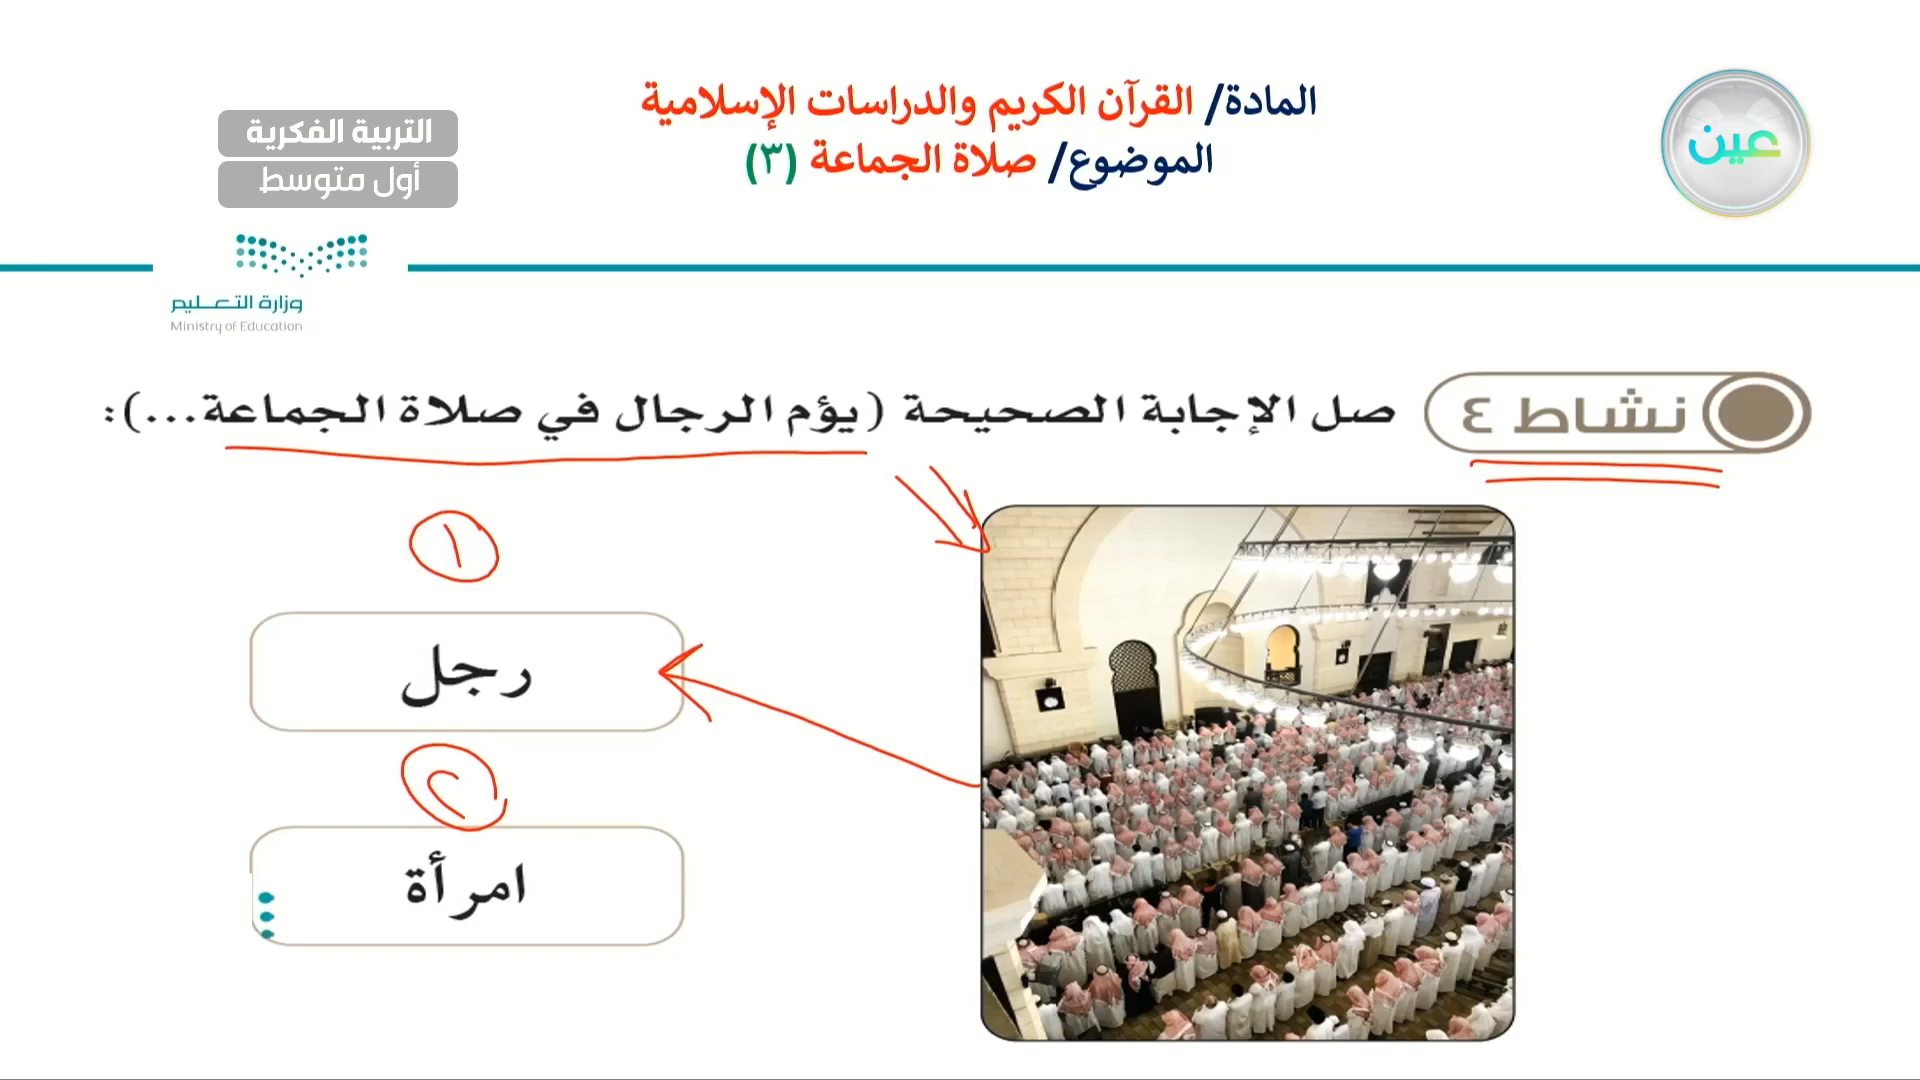 المادة/ القرآن الكريم والدراسات الإسلامية
الموضوع/ صلاة الجماعة (٣)
عين
التربية الفكرية
أول متوسط
وزارة التعـــليم
Ministry of Education
نشاط ٤
صل الإجابة الصحيحة (يؤم الرجال في صلاة الجماعة...):
١
رجل
٢
امرأة